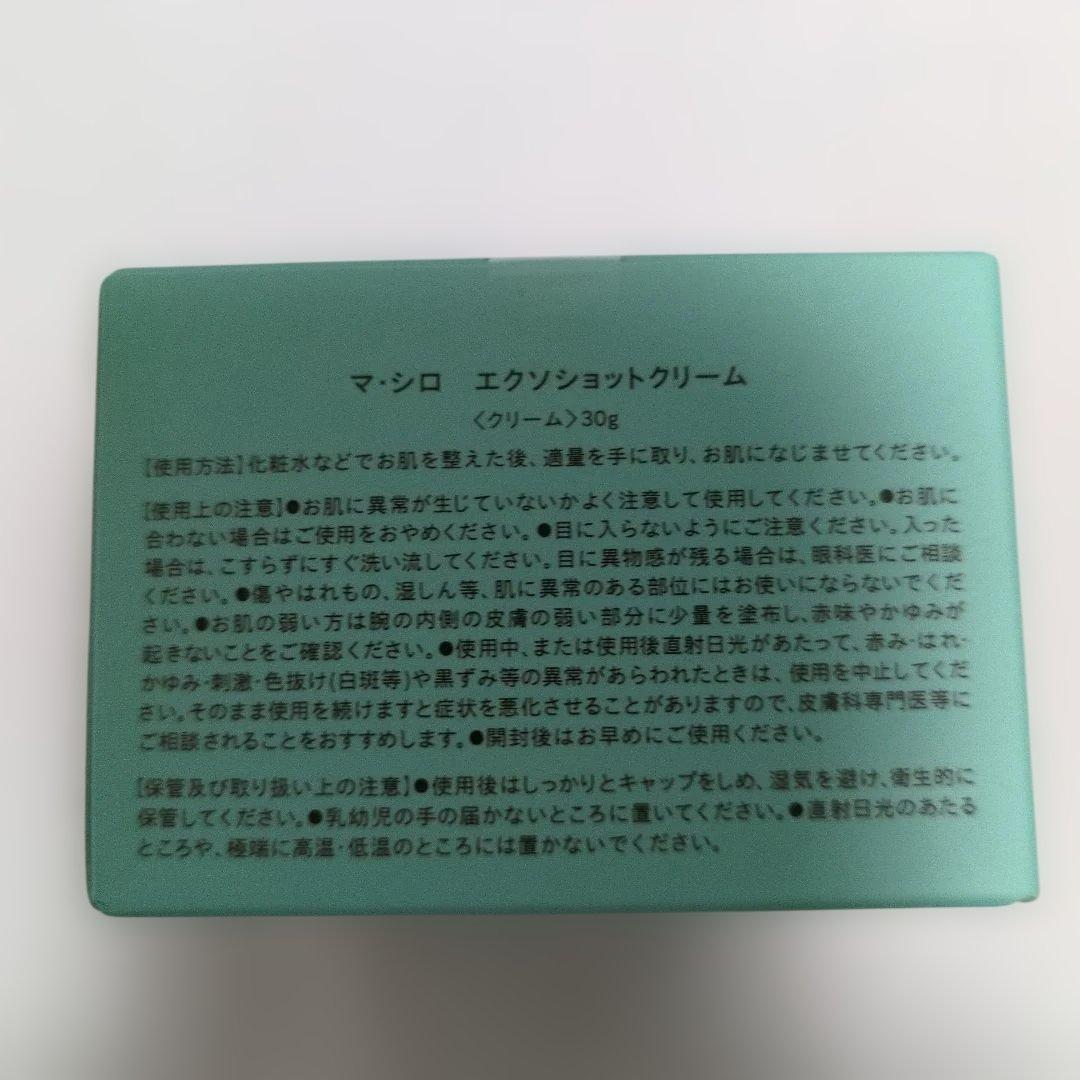 マ・シロ　エクソショットクリーム
〈クリーム〉30g
【使用方法】化粧水などでお肌を整えた後、適量を手に取り、お肌になじませてください。
【使用上の注意】●お肌に異常が生じていないかよく注意して使用してください。●お肌に
合わない場合はご使用をおやめください。●目に入らないようにご注意ください。入った
場合は、こすらずにすぐ洗い流してください。目に異物感が残る場合は、眼科医にご相談
ください。●傷やはれもの、湿しん等、肌に異常のある部位にはお使いにならないでくだ
さい。●お肌の弱い方は腕の内側の皮膚の弱い部分に少量を塗布し、赤味やかゆみが
起きないことをご確認ください。●使用中、または使用後直射日光があたって、赤み・はれ・
かゆみ・刺激・色抜け(白斑等)や黒ずみ等の異常があらわれたときは、使用を中止してくだ
さい。そのまま使用を続けますと症状を悪化させることがありますので、皮膚科専門医等に
ご相談されることをおすすめします。●開封後はお早めにご使用ください。
【保管及び取り扱い上の注意】●使用後はしっかりとキャップをしめ、湿気を避け、衛生的に
保管してください。●乳幼児の手の届かないところに置いてください。●直射日光のあたる
ところや、極端に高温・低温のところには置かないでください。